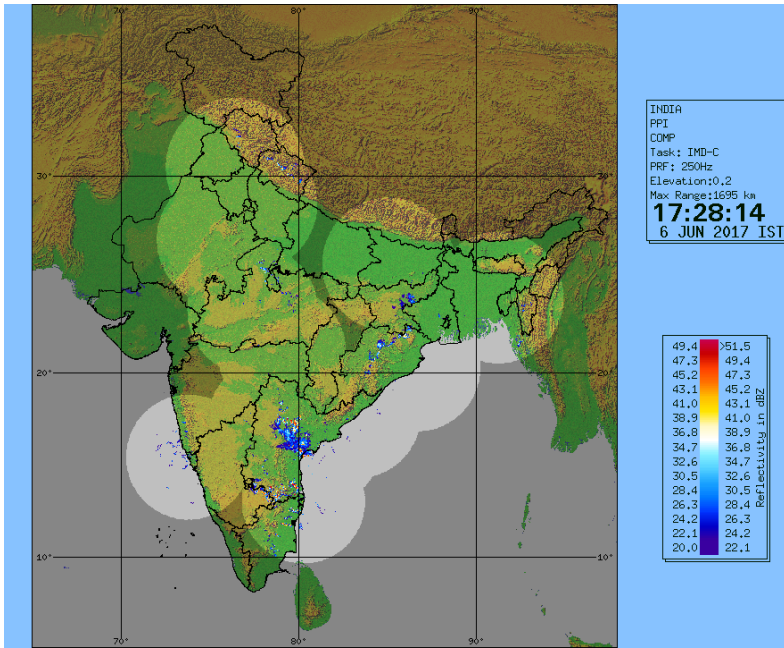 70° 80° 90°
30° 30°
20° 20°
10° 10°
70° 80° 90°
INDIA
PPI
COMP
Task: IMD-C
PRF: 250Hz
Elevation:0.2
Max Range:1695 km
17:28:14
6 JUN 2017 IST
49.4 >51.5
47.3 49.4
45.2 47.3
43.1 45.2
41.0 43.1
38.9 41.0
36.8 38.9
34.7 36.8
32.6 34.7
30.5 32.6
28.4 30.5
26.3 28.4
24.2 26.3
22.1 24.2
20.0 22.1
Reflectivity in dBZ